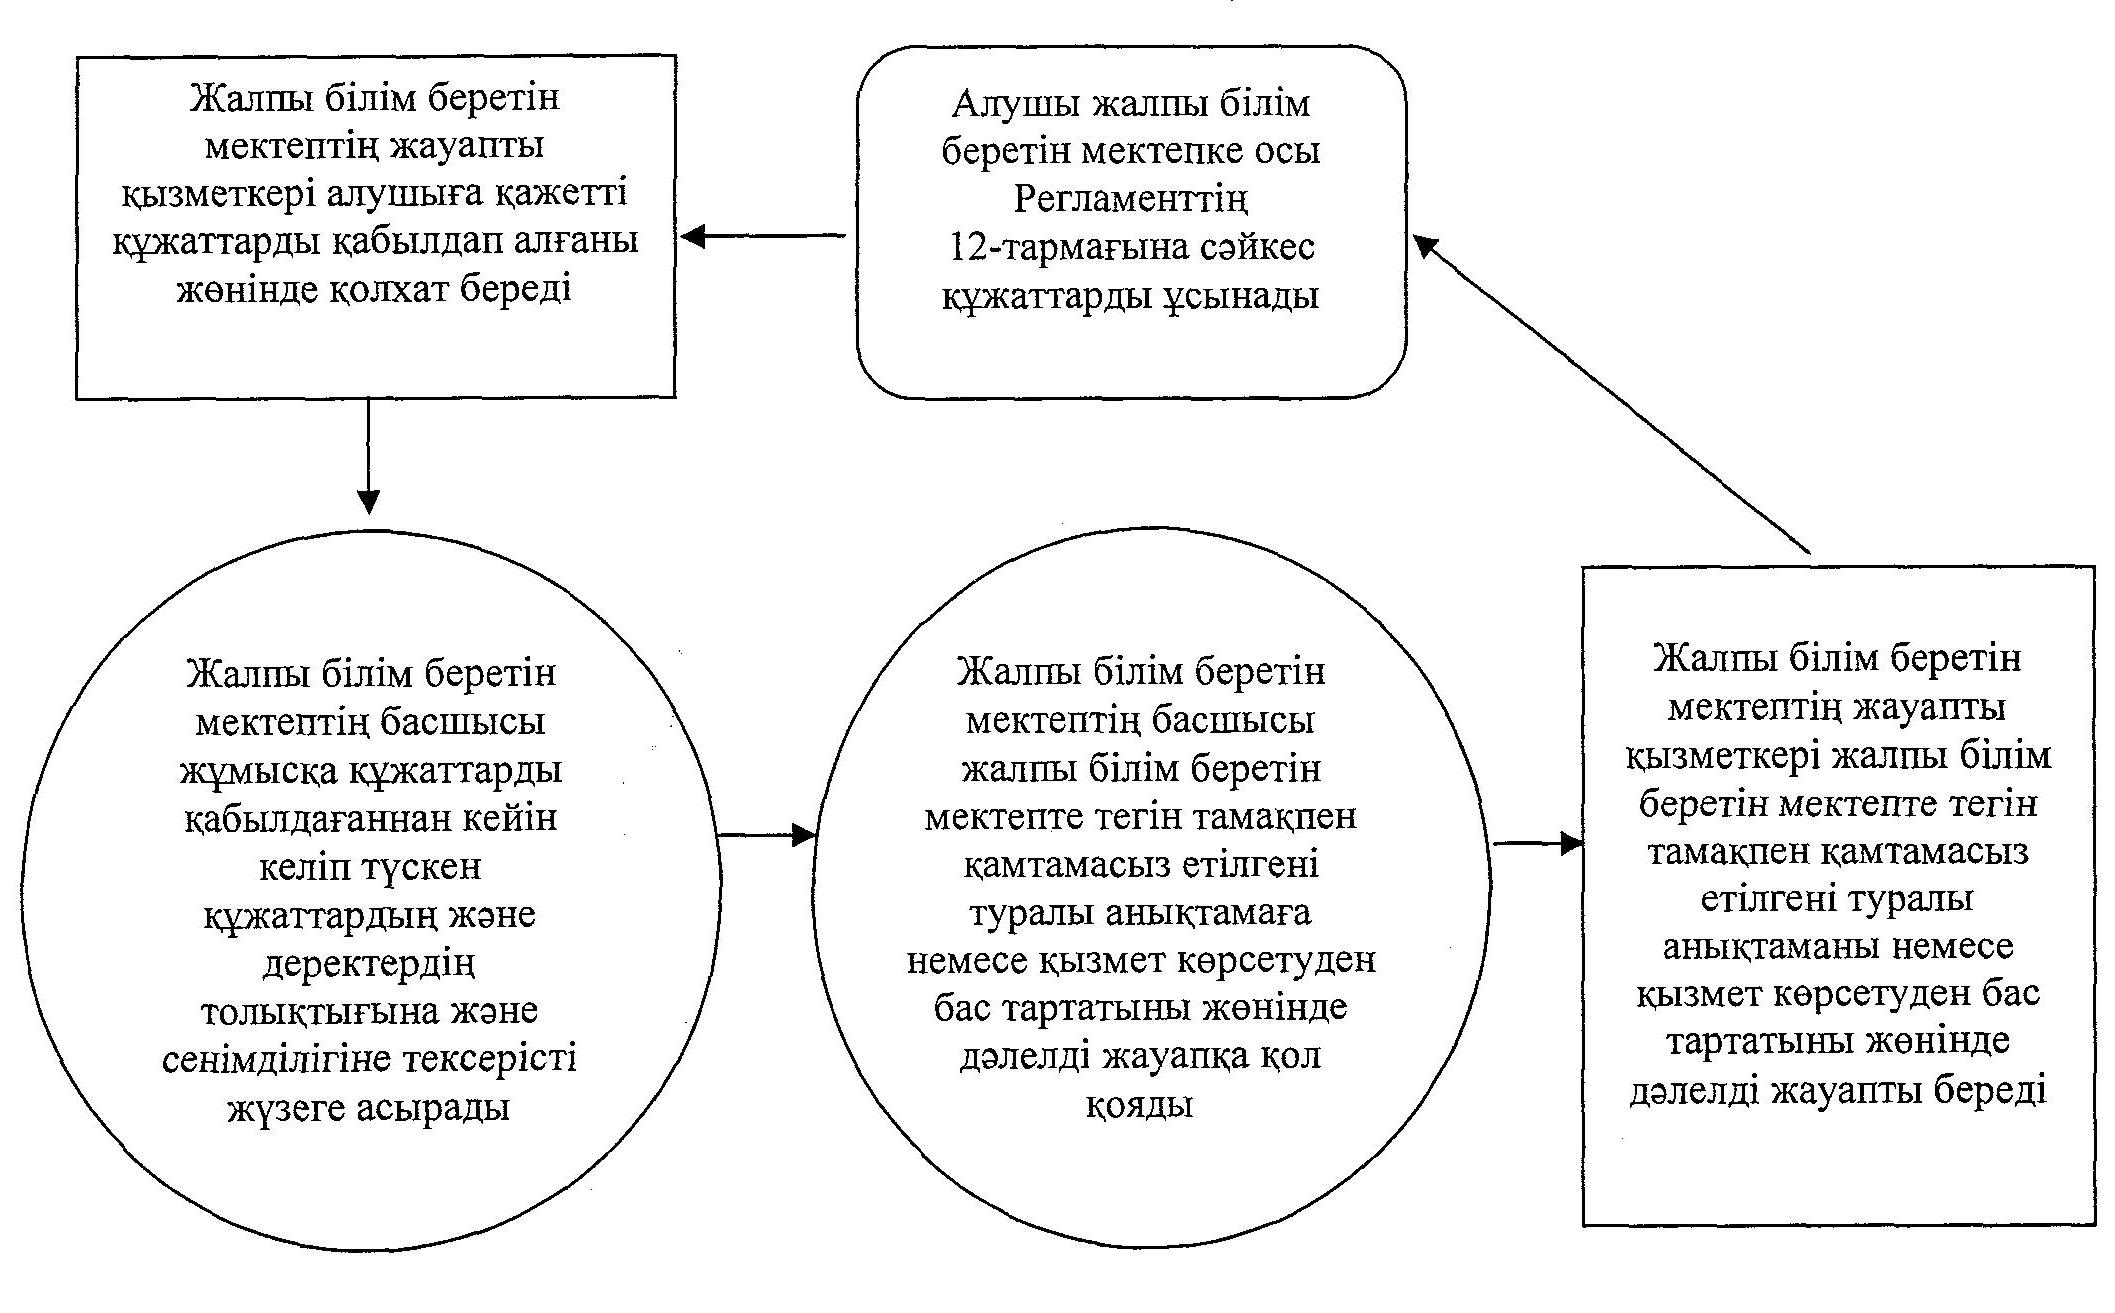 Жалпы білім беретін
мектептің жауапты
қызметкері алушыға қажетті
құжаттарды қабылдап алғаны
жөнінде қолхат береді
Алушы жалпы білім
беретін мектепке осы
Регламенттің
12-тармағына сәйкес
құжаттарды ұсынады
Жалпы білім беретін
мектептің басшысы
жұмысқа құжаттарды
қабылдағаннан кейін
келіп түскен
құжаттардың және
деректердің
толықтығына және
сенімділігіне тексерісті
жүзеге асырады
Жалпы білім беретін
мектептің басшысы
жалпы білім беретін
мектепте тегін тамақпен
қамтамасыз етілгені
туралы анықтамаға
немесе қызмет көрсетуден
бас тартатыны жөнінде
дәлелді жауапқа қол
қояды
Жалпы білім беретін
мектептің жауапты
қызметкері жалпы білім
беретін мектепте тегін
тамақпен қамтамасыз
етілгені туралы
анықтаманы немесе
қызмет көрсетуден бас
тартатыны жөнінде
дәлелді жауапты береді